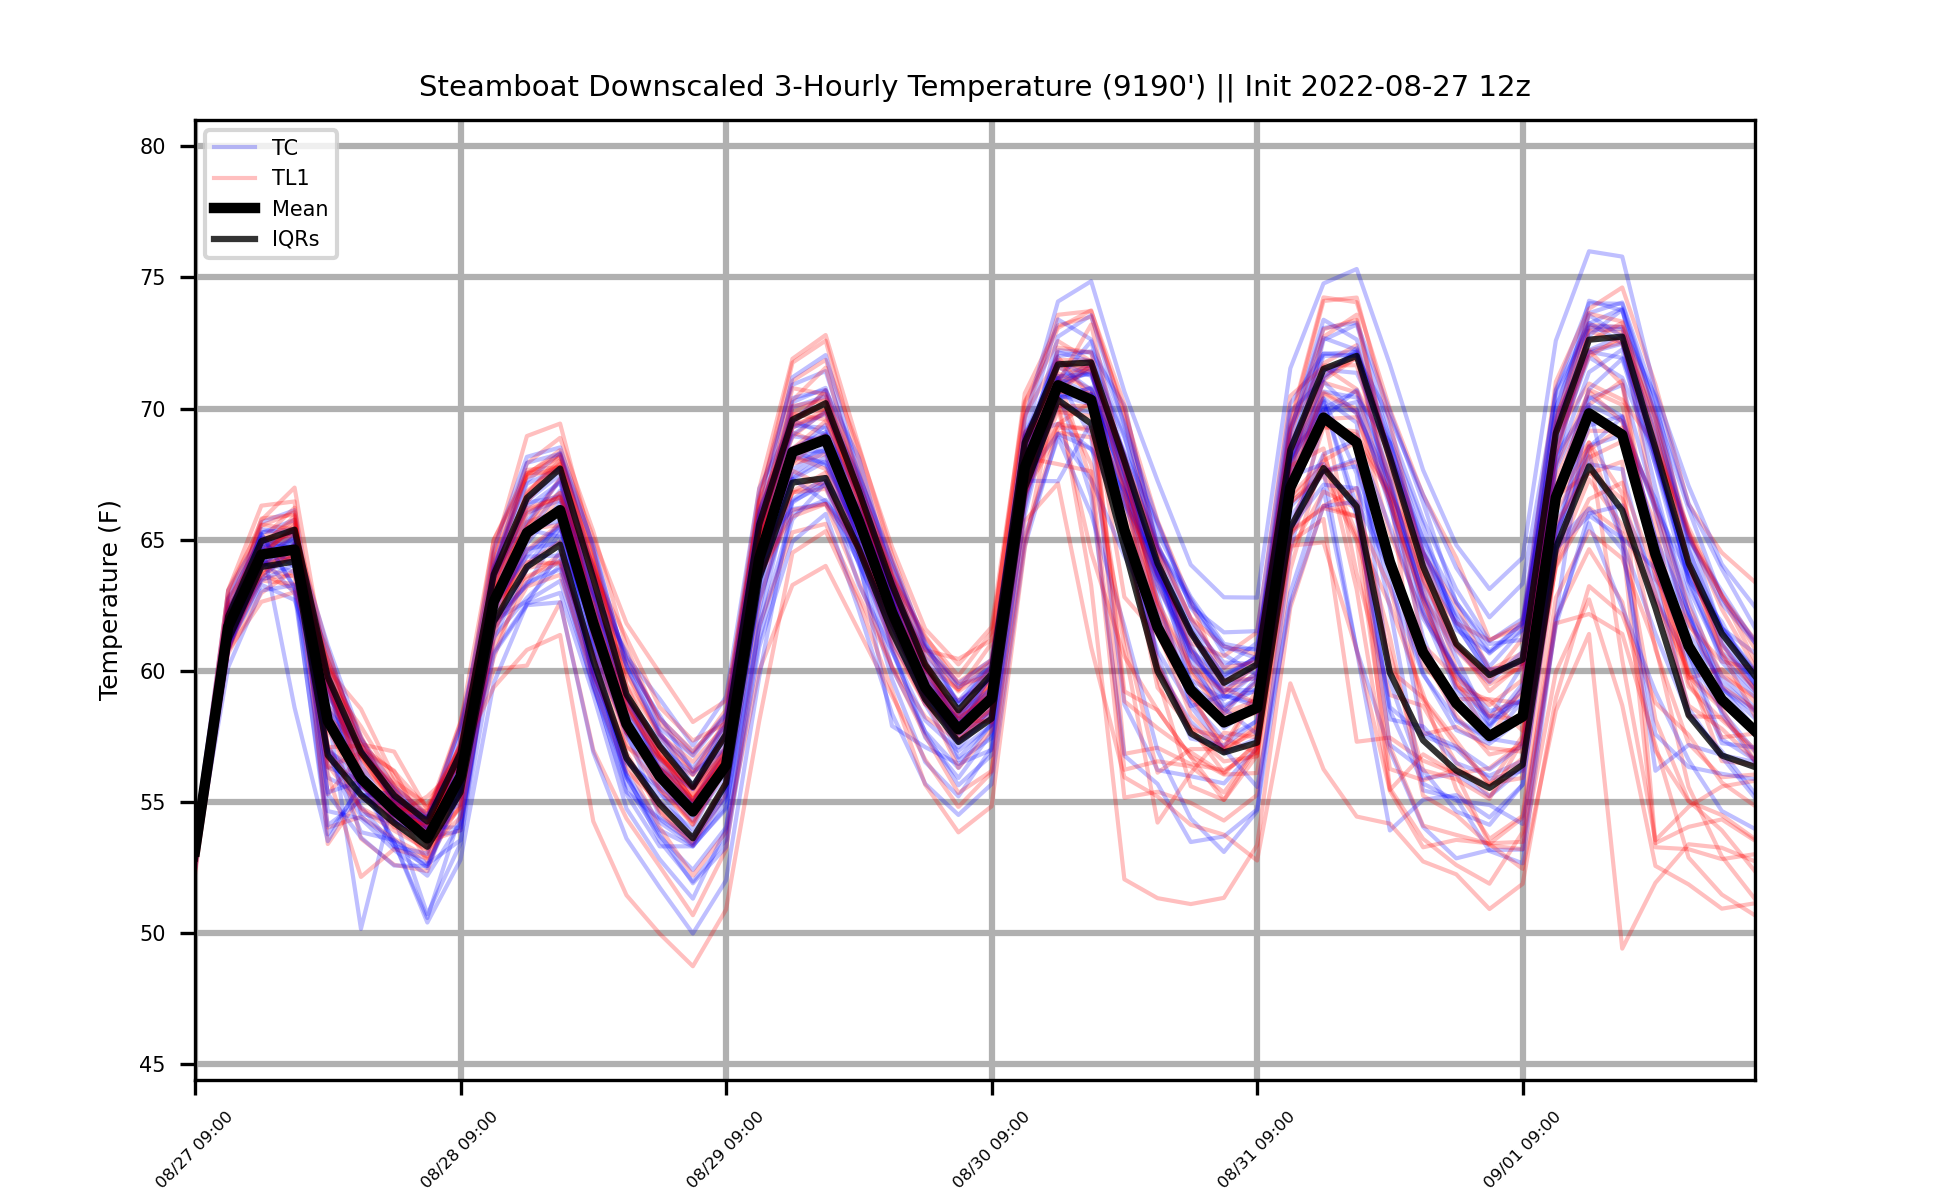 Steamboat Downscaled 3-Hourly Temperature (9190') || Init 2022-08-27 12z
TC
TL1
Mean
IQRs
Temperature (F)
80
75
70
65
60
55
50
45
08/27 09:00
08/28 09:00
08/29 09:00
08/30 09:00
08/31 09:00
09/01 09:00